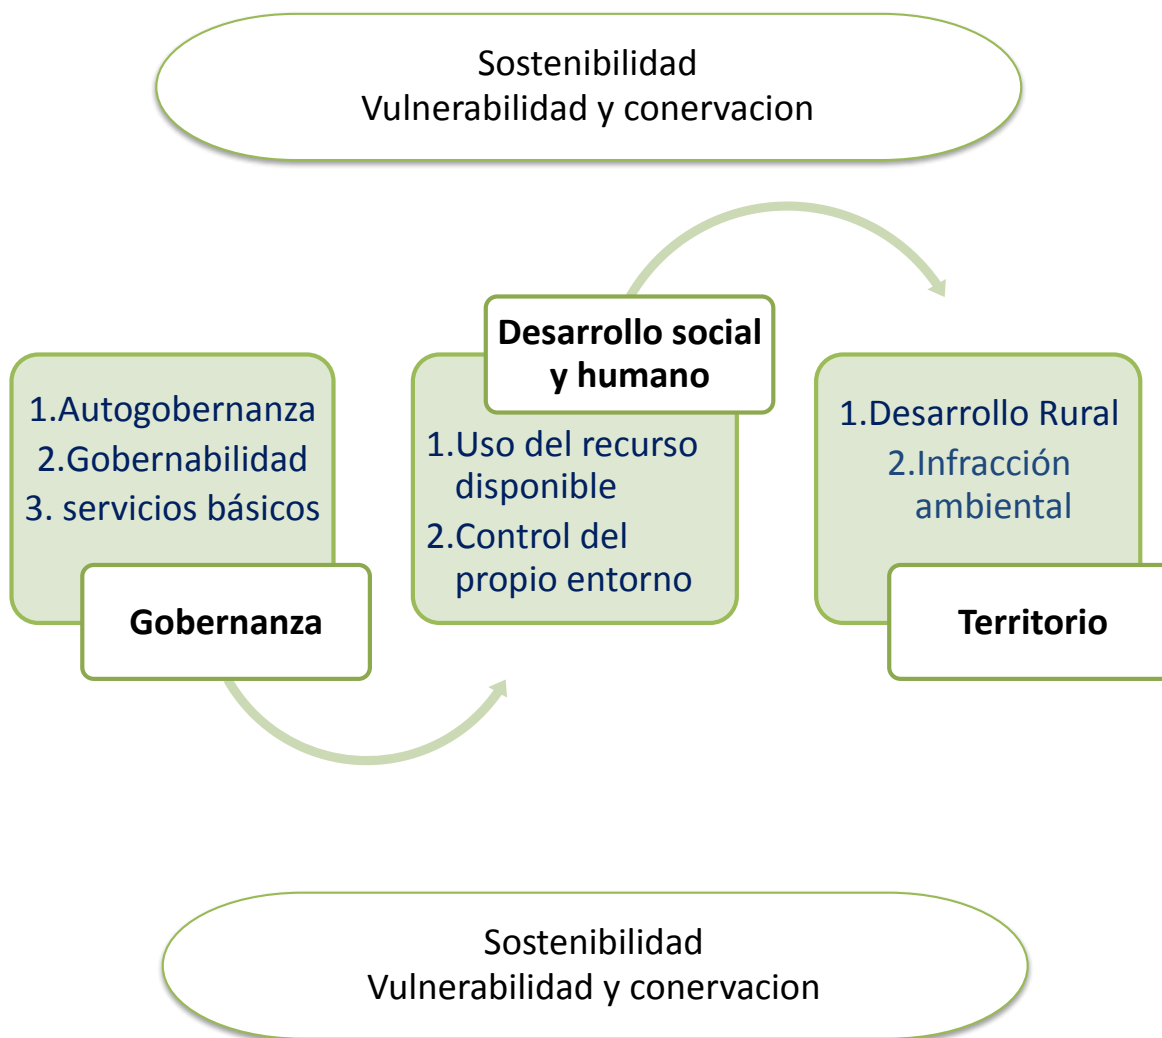 Sostenibilidad
Vulnerabilidad y conervacion
1.Autogobernanza
2.Gobernabilidad
3. servicios básicos
Gobernanza
Desarrollo social
y humano
1.Uso del recurso
disponible
2.Control del
propio entorno
1.Desarrollo Rural
2.Infracción
ambiental
Territorio
Sostenibilidad
Vulnerabilidad y conervacion